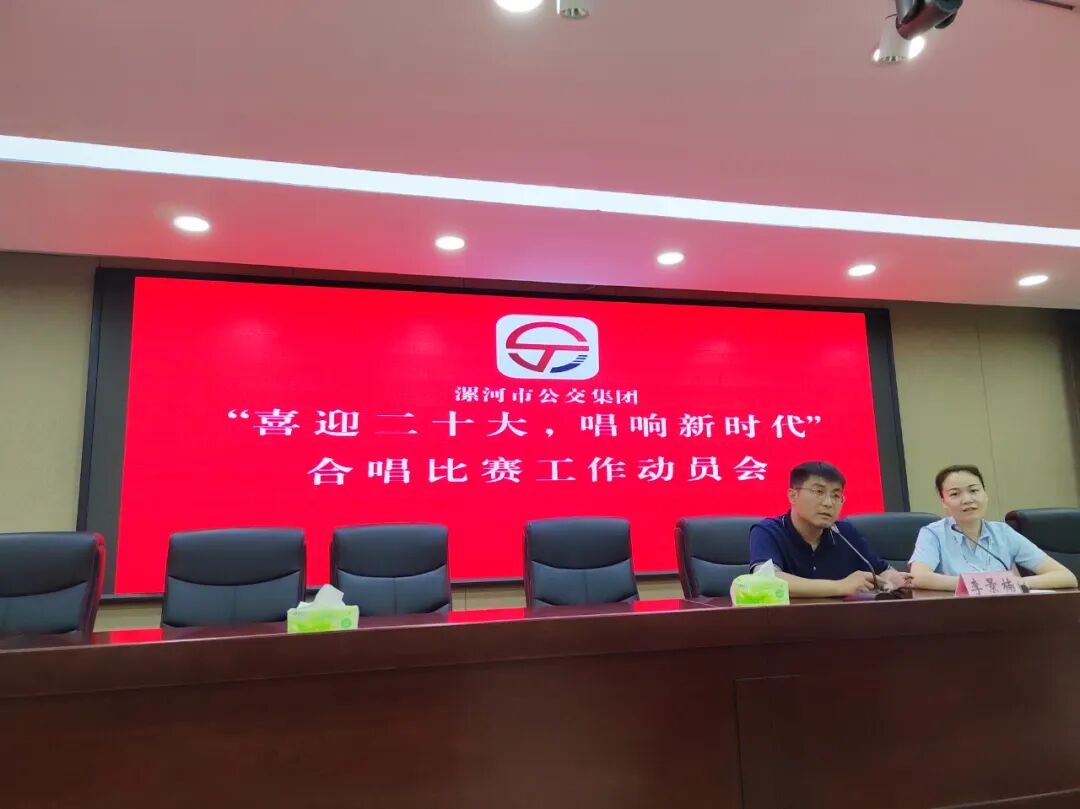 漯河市公交集团
“喜迎二十大，唱响新时代”
合唱比赛工作动员会
李景楠